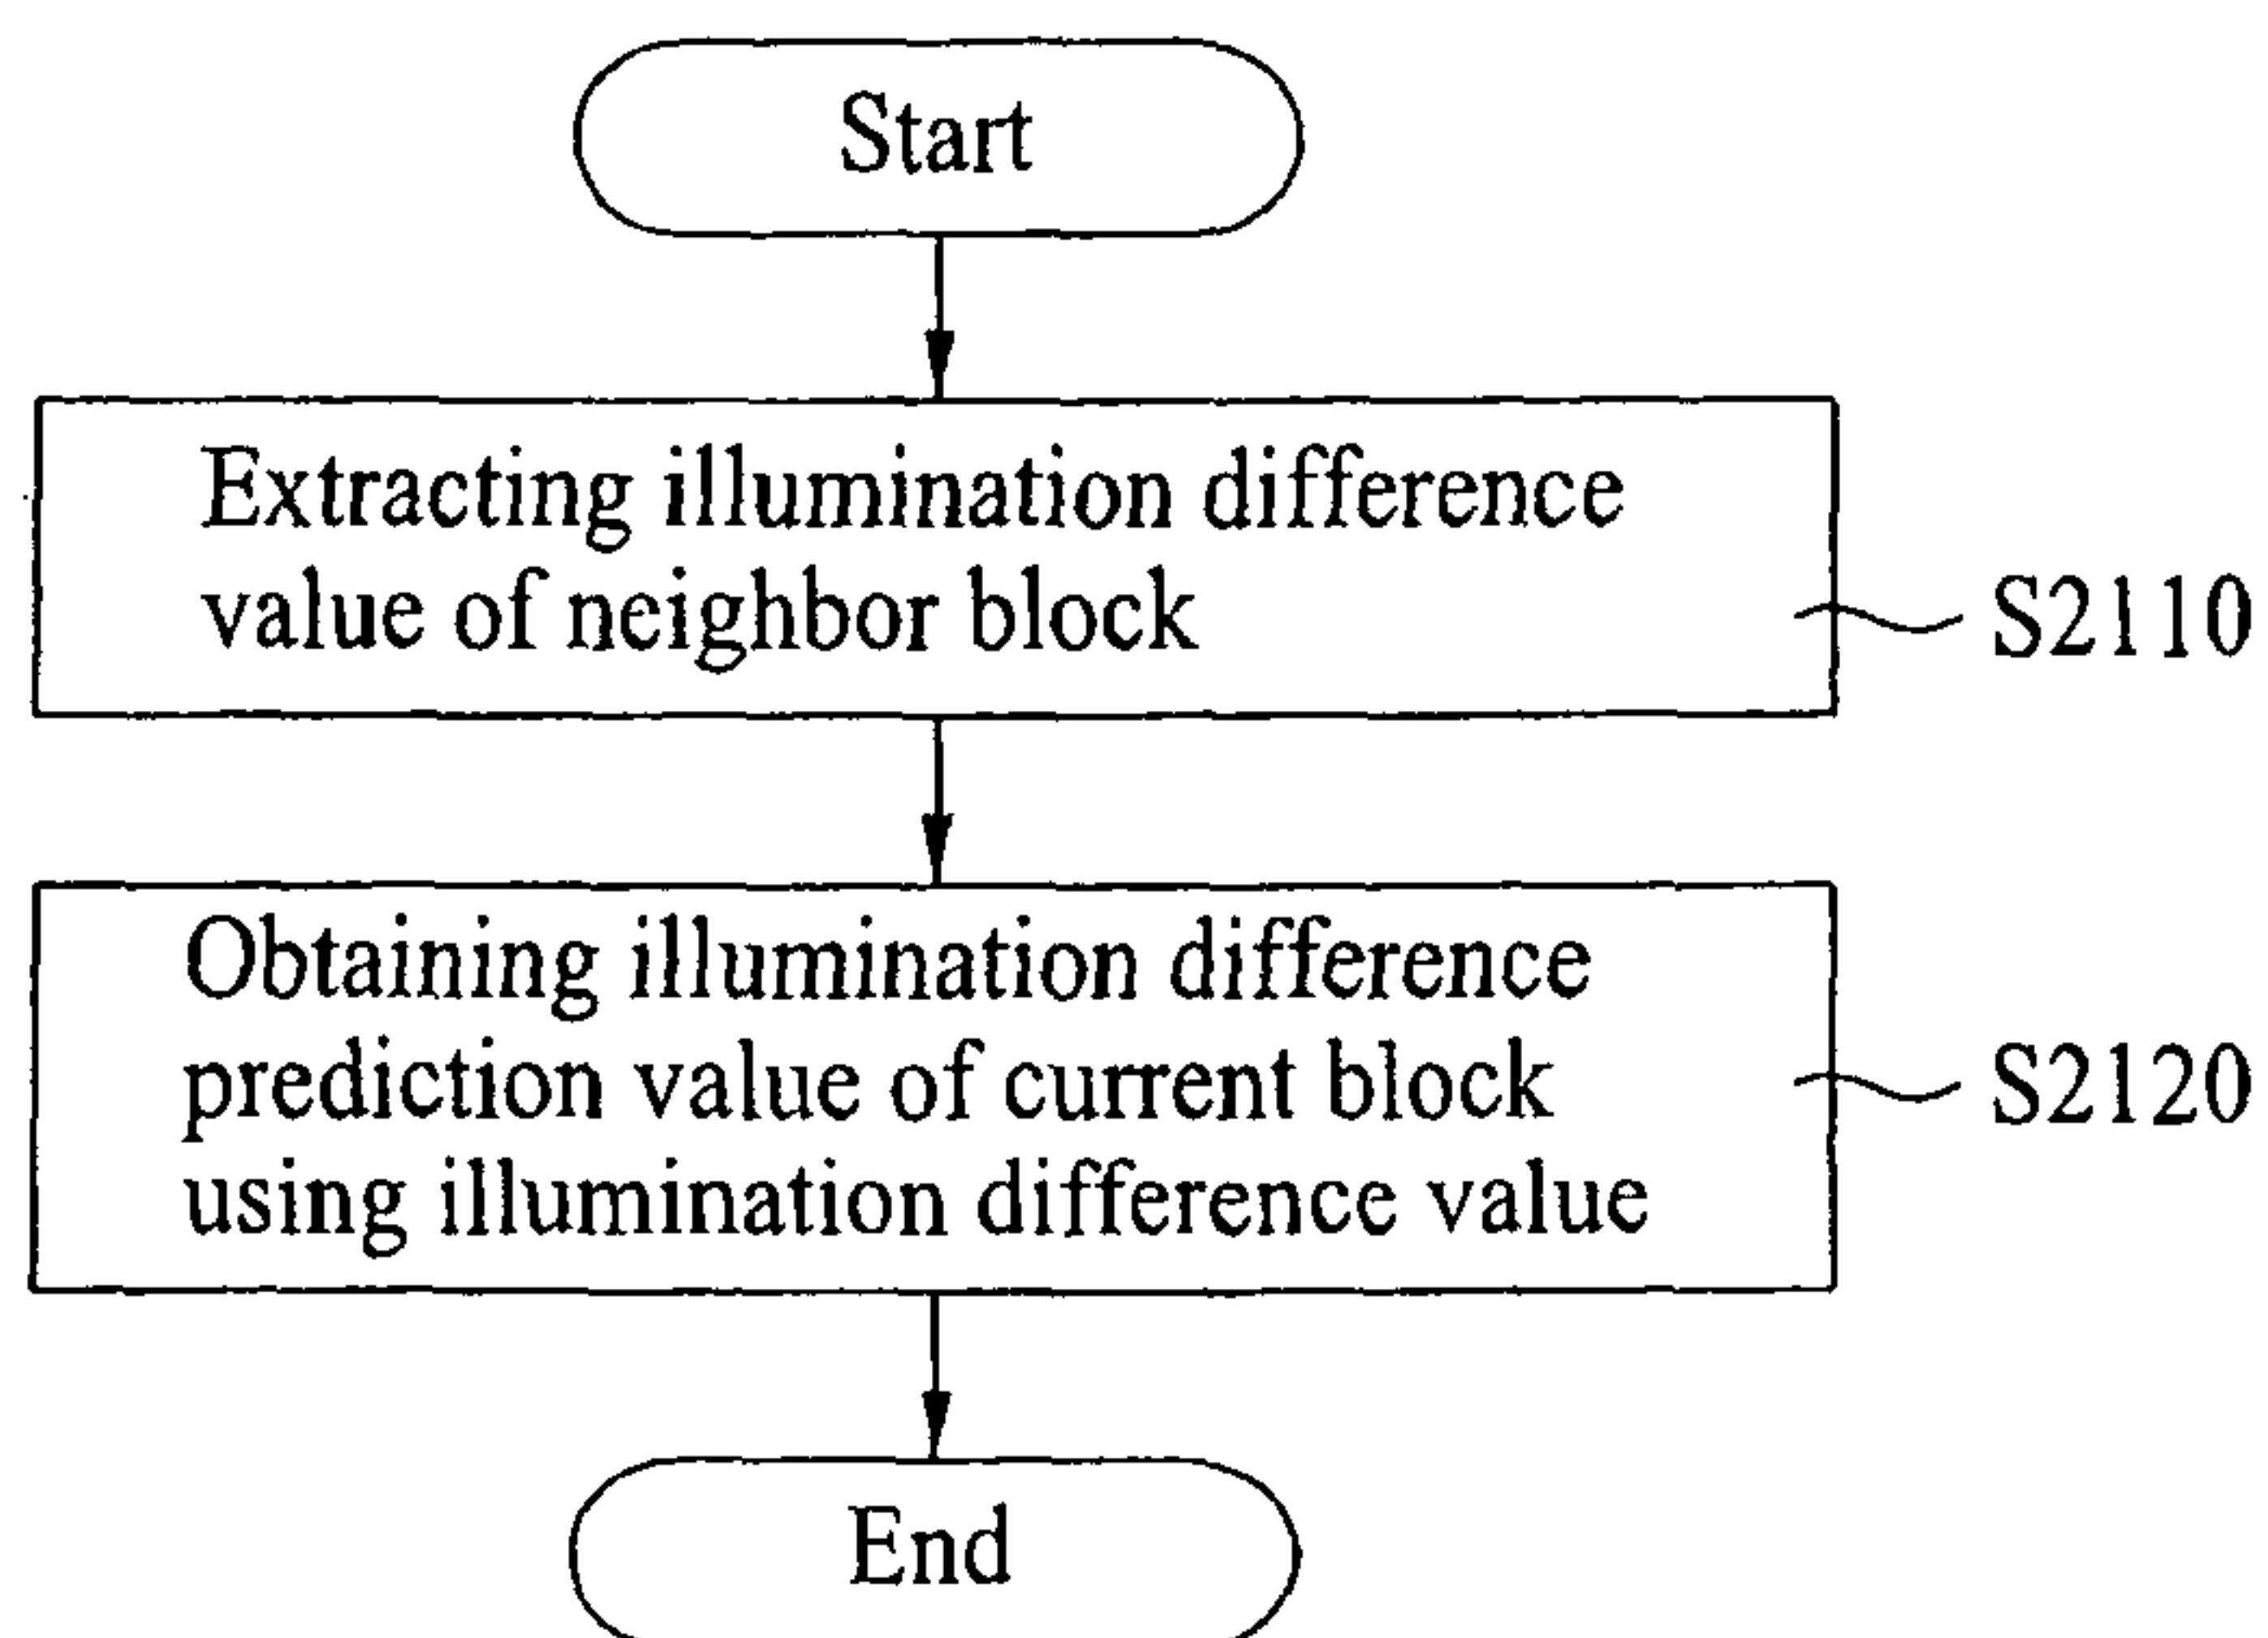 Start
Extracting illumination difference
value of neighbor block
S2110
Obtaining illumination difference
prediction value of current block
using illumination difference value
S2120
End